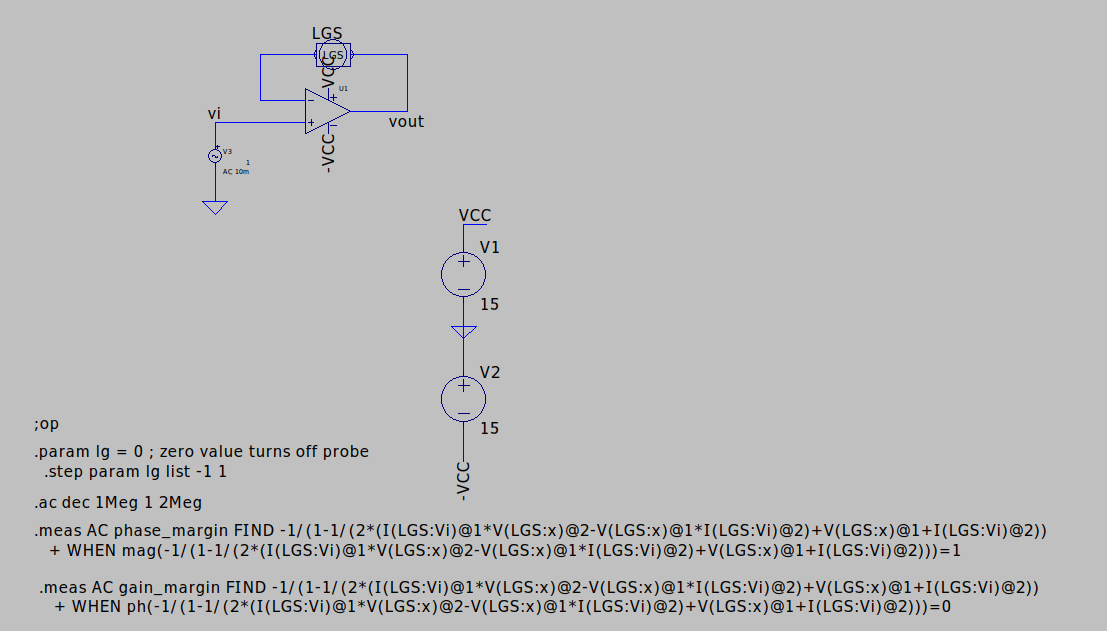 LGS
LGS
VCC
U1
vi
vout
-VCC
V3
1
AC 10m
VCC
V1
15
V2
15
-VCC
;op
.param lg = 0 ; zero value turns off probe
.step param lg list -1 1
.ac dec 1Meg 1 2Meg
.meas AC phase_margin FIND -1/(1-1/(2*(I(LGS:Vi)@1*V(LGS:x)@2-V(LGS:x)@1*I(LGS:Vi)@2)+V(LGS:x)@1+I(LGS:Vi)@2))
+ WHEN mag(-1/(1-1/(2*(I(LGS:Vi)@1*V(LGS:x)@2-V(LGS:x)@1*I(LGS:Vi)@2)+V(LGS:x)@1+I(LGS:Vi)@2)))=1
.meas AC gain_margin FIND -1/(1-1/(2*(I(LGS:Vi)@1*V(LGS:x)@2-V(LGS:x)@1*I(LGS:Vi)@2)+V(LGS:x)@1+I(LGS:Vi)@2))
+ WHEN ph(-1/(1-1/(2*(I(LGS:Vi)@1*V(LGS:x)@2-V(LGS:x)@1*I(LGS:Vi)@2)+V(LGS:x)@1+I(LGS:Vi)@2)))=0